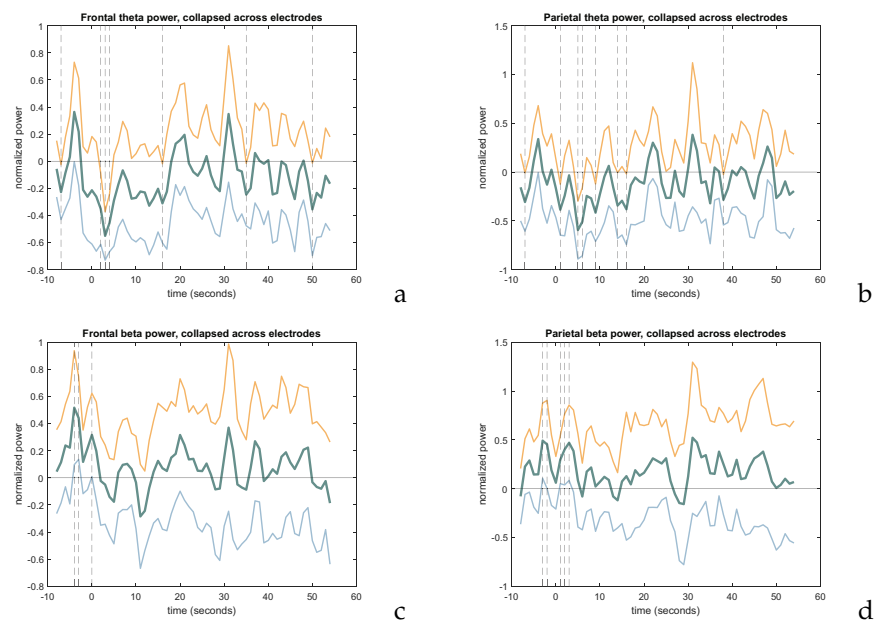 Frontal theta power, collapsed across electrodes
1
0.8
0.6
0.4
0.2
0
-0.2
-0.4
-0.6
-0.8
normalized power
-10 0 10 20 30 40 50 60
time (seconds)
a
Parietal theta power, collapsed across electrodes
1.5
1
0.5
0
-0.5
-1
normalized power
-10 0 10 20 30 40 50 60
time (seconds)
b
Frontal beta power, collapsed across electrodes
1
0.8
0.6
0.4
0.2
0
-0.2
-0.4
-0.6
-0.8
normalized power
-10 0 10 20 30 40 50 60
time (seconds)
c
Parietal beta power, collapsed across electrodes
1.5
1
0.5
0
-0.5
-1
normalized power
-10 0 10 20 30 40 50 60
time (seconds)
d